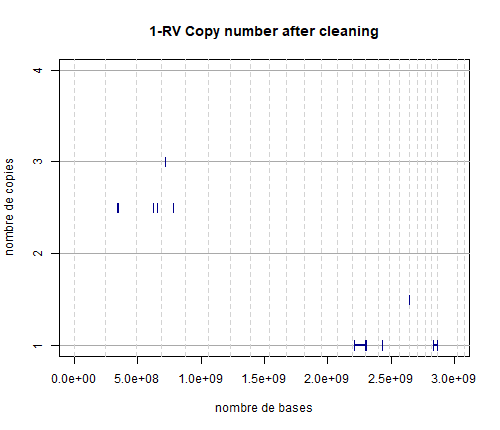 1-RV Copy number after cleaning
nombre de copies
4
3
2
1
0.0e+00 5.0e+08 1.0e+09 1.5e+09 2.0e+09 2.5e+09 3.0e+09
nombre de bases